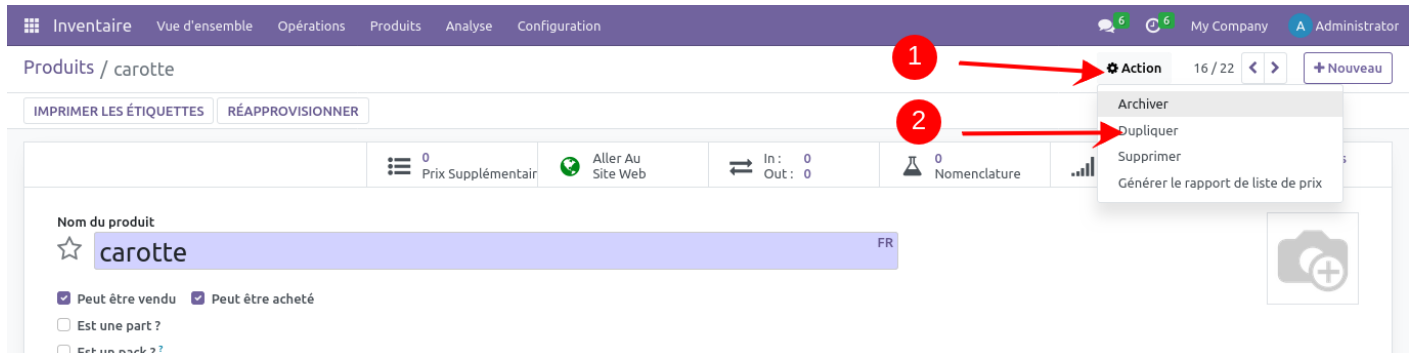 Inventaire Vue d'ensemble Opérations Produits Analyse Configuration 6 6 My Company A Administrator
Produits / carotte 1 Action 16 / 22 Nouveau
IMPRIMER LES ÉTIQUETTES RÉAPPROVISIONNER
Archiver
2 Dupliquer
Supprimer
Générer le rapport de liste de prix
0 Prix Supplémentair
Aller Au Site Web
In : 0
Out : 0
0 Nomenclature
Nom du produit
carotte FR
Peut être vendu Peut être acheté
Est une part ?
Est un pack ? ?